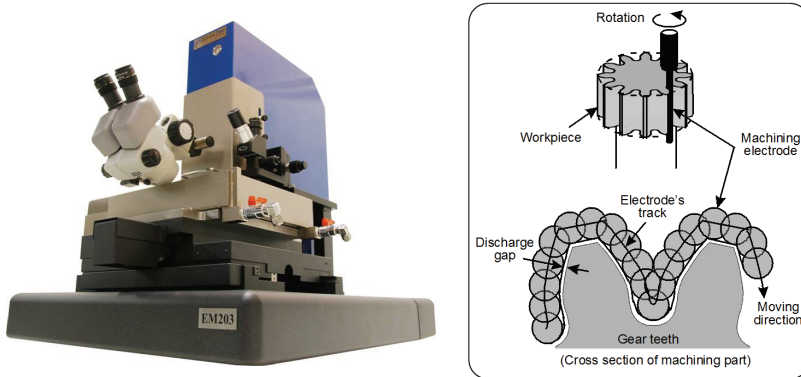 EM203
Rotation
Workpiece
Machining
electrode
Electrode's
track
Discharge
gap
Moving
direction
Gear teeth
(Cross section of machining part)